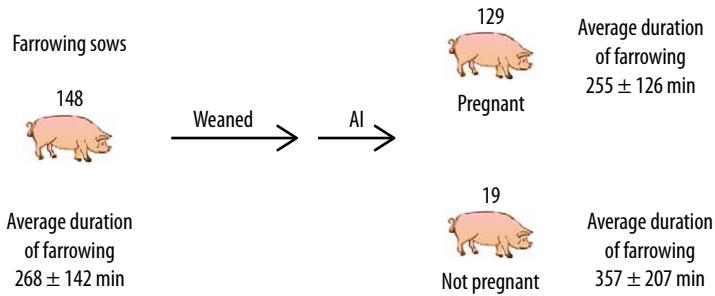 Farrowing sows
148
Average duration
of farrowing
268 ± 142 min
Weaned
AI
129
Pregnant
Average duration
of farrowing
255 ± 126 min
19
Not pregnant
Average duration
of farrowing
357 ± 207 min